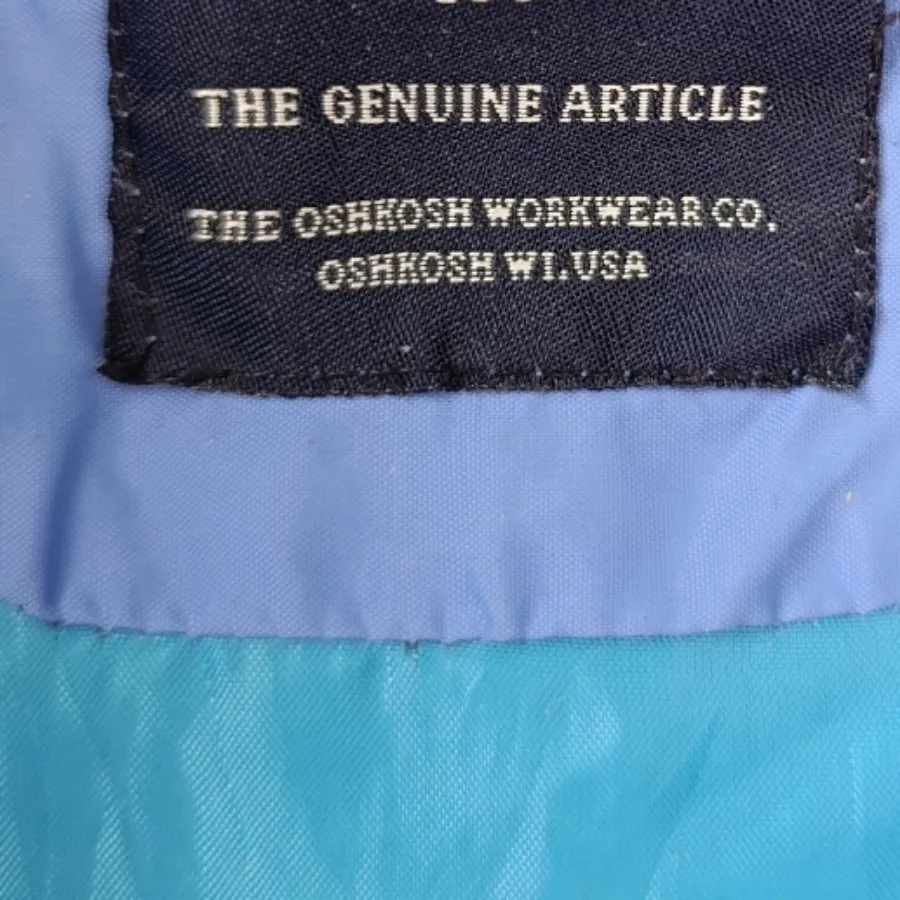 THE GENUINE ARTICLE
THE OSHKOSH WORKWEAR CO.
OSHKOSH WI.USA